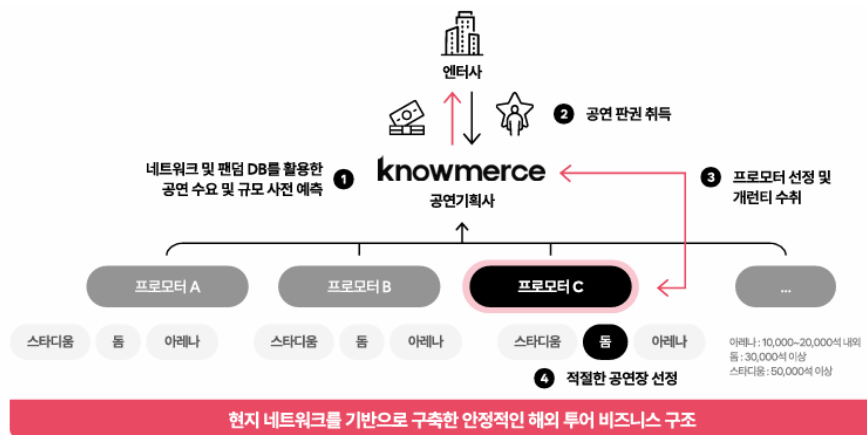 엔터사
❷ 공연 판권 취득
네트워크 및 팬덤 DB를 활용한
공연 수요 및 규모 사전 예측 ❶
knowmerce
공연기획사
❸ 프로모터 선정 및
개런티 수취
프로모터 A
프로모터 B
프로모터 C
...
스타디움 돔 아레나
스타디움 돔 아레나
스타디움 돔 아레나
아레나 : 10,000~20,000석 내외
돔 : 30,000석 이상
스타디움 : 50,000석 이상
❹ 적절한 공연장 선정
현지 네트워크를 기반으로 구축한 안정적인 해외 투어 비즈니스 구조